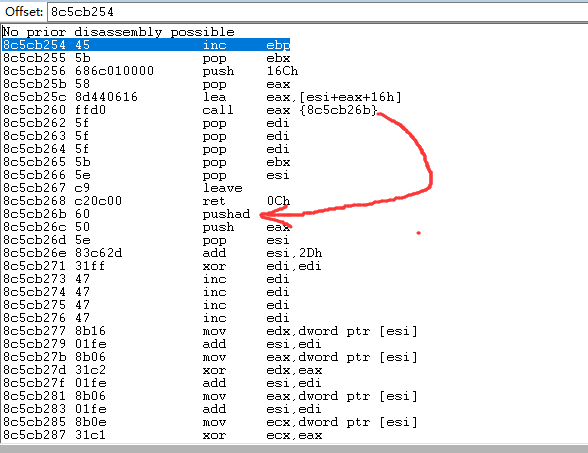 Offset: 8c5cb254
No prior disassembly possible
8c5cb254 45 inc ebp
8c5cb255 5b pop ebx
8c5cb256 686c010000 push 16Ch
8c5cb25b 58 pop eax
8c5cb25c 8d440616 lea eax,[esi+eax+16h]
8c5cb260 ffd0 call eax {8c5cb26b}
8c5cb262 5f pop edi
8c5cb263 5f pop edi
8c5cb264 5f pop edi
8c5cb265 5b pop ebx
8c5cb266 5e pop esi
8c5cb267 c9 leave
8c5cb268 c20c00 ret 0Ch
8c5cb26b 60 pushad
8c5cb26c 50 push eax
8c5cb26d 5e pop esi
8c5cb26e 83c62d add esi,2Dh
8c5cb271 31ff xor edi,edi
8c5cb273 47 inc edi
8c5cb274 47 inc edi
8c5cb275 47 inc edi
8c5cb276 47 inc edi
8c5cb277 8b16 mov edx,dword ptr [esi]
8c5cb279 01fe add esi,edi
8c5cb27b 8b06 mov eax,dword ptr [esi]
8c5cb27d 31c2 xor edx,eax
8c5cb27f 01fe add esi,edi
8c5cb281 8b06 mov eax,dword ptr [esi]
8c5cb283 01fe add esi,edi
8c5cb285 8b0e mov ecx,dword ptr [esi]
8c5cb287 31c1 xor ecx,eax